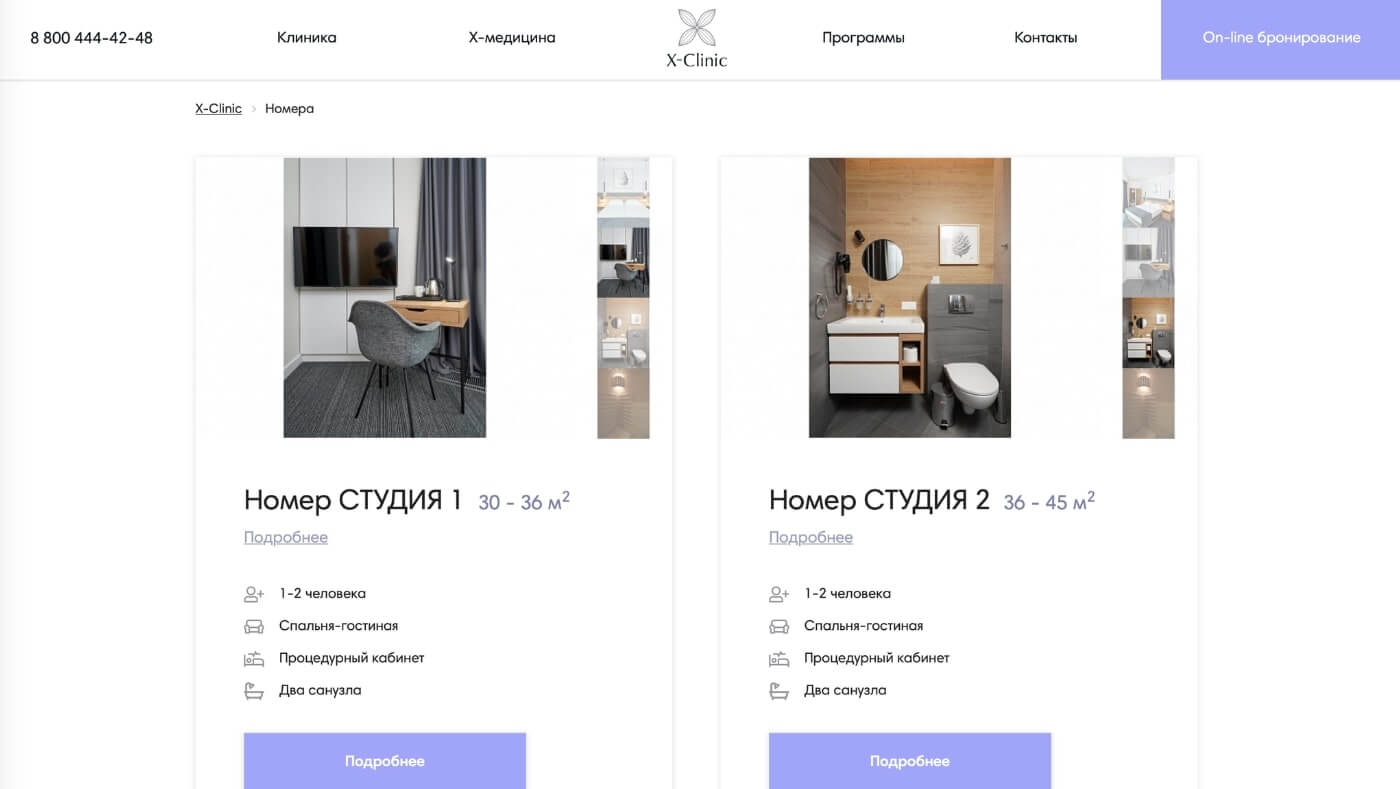 8 800 444-42-48
Клиника
Х-медицина
X-Clinic
Программы
Контакты
On-line бронирование
X-Clinic > Номера
Номер СТУДИЯ 1 30 - 36 м²
Подробнее
1-2 человека
Спальня-гостиная
Процедурный кабинет
Два санузла
Подробнее
Номер СТУДИЯ 2 36 - 45 м²
Подробнее
1-2 человека
Спальня-гостиная
Процедурный кабинет
Два санузла
Подробнее